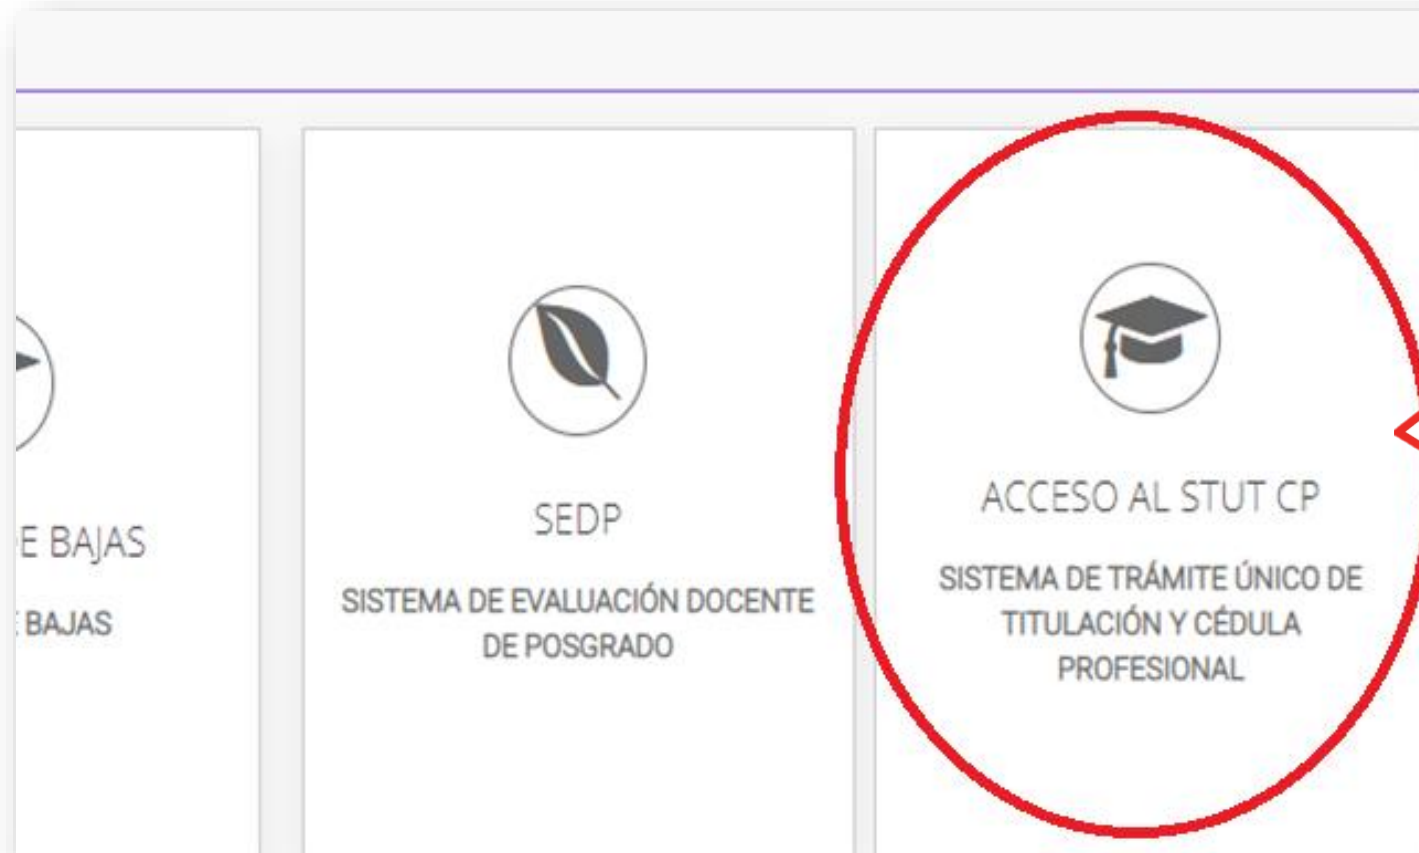 E BAJAS
BAJAS
SEDP
SISTEMA DE EVALUACIÓN DOCENTE
DE POSGRADO
ACCESO AL STUT CP
SISTEMA DE TRÁMITE ÚNICO DE
TITULACIÓN Y CÉDULA
PROFESIONAL